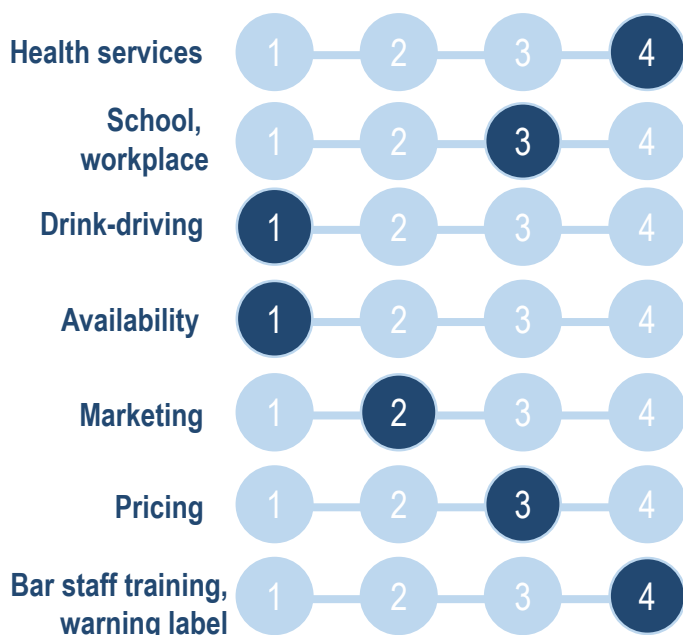 Health services 1 2 3 4
School,
workplace 1 2 3 4
Drink-driving 1 2 3 4
Availability 1 2 3 4
Marketing 1 2 3 4
Pricing 1 2 3 4
Bar staff training,
warning label 1 2 3 4